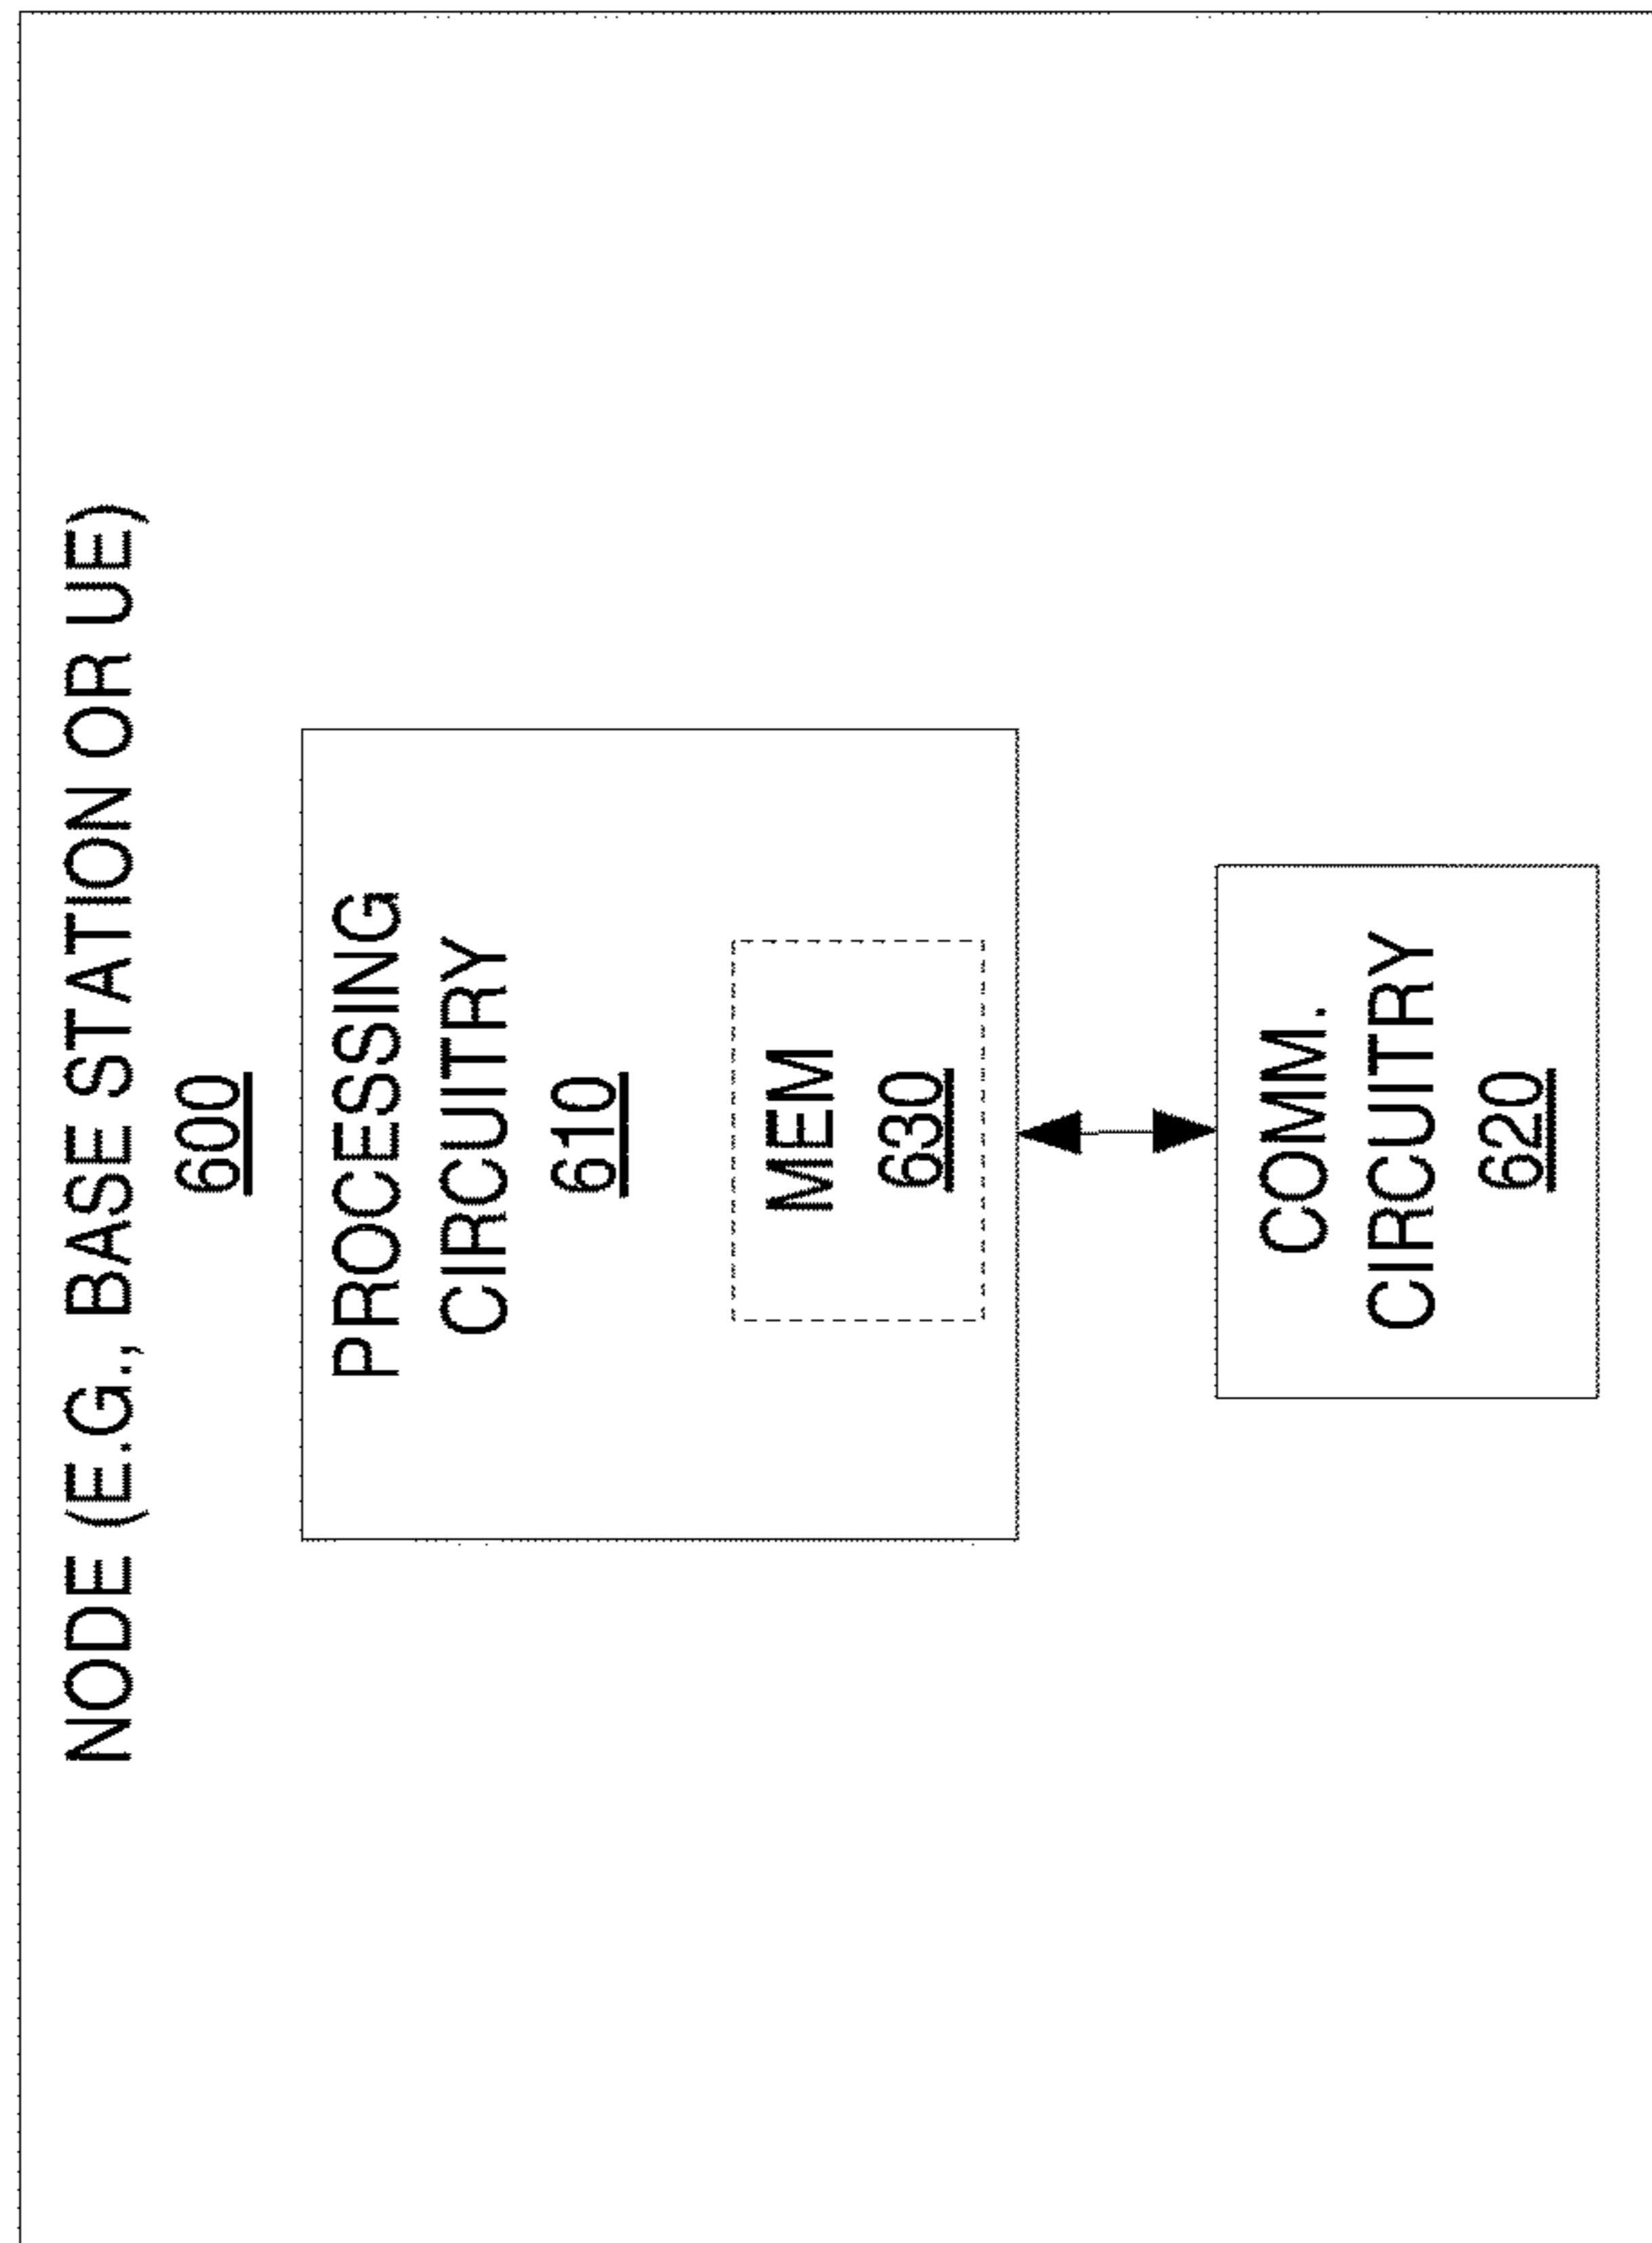 NODE (E.G., BASE STATION OR UE)
600
PROCESSING
CIRCUITRY
610
MEM
630
COMM.
CIRCUITRY
620